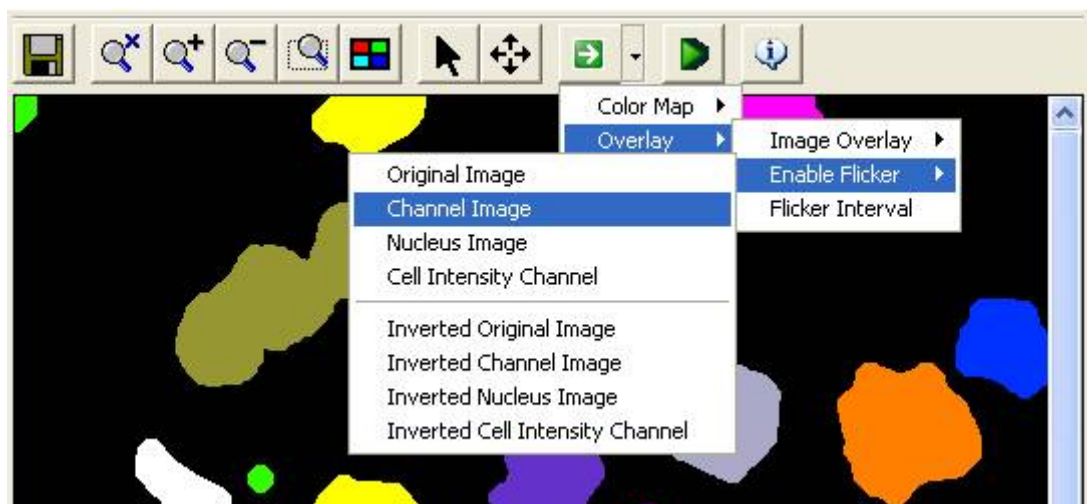 Color Map
Overlay
Image Overlay
Enable Flicker
Flicker Interval
Original Image
Channel Image
Nucleus Image
Cell Intensity Channel
Inverted Original Image
Inverted Channel Image
Inverted Nucleus Image
Inverted Cell Intensity Channel